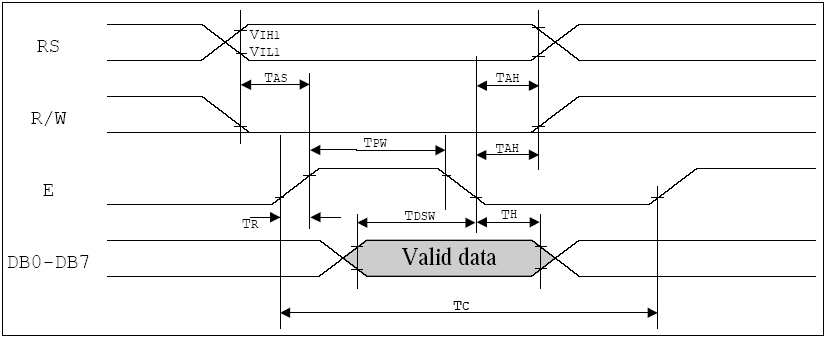 RS
VIH1
VIL1
TAS
TAH
R/W
TPW
TAH
E
TR
TDSW
TH
DB0-DB7
Valid data
TC